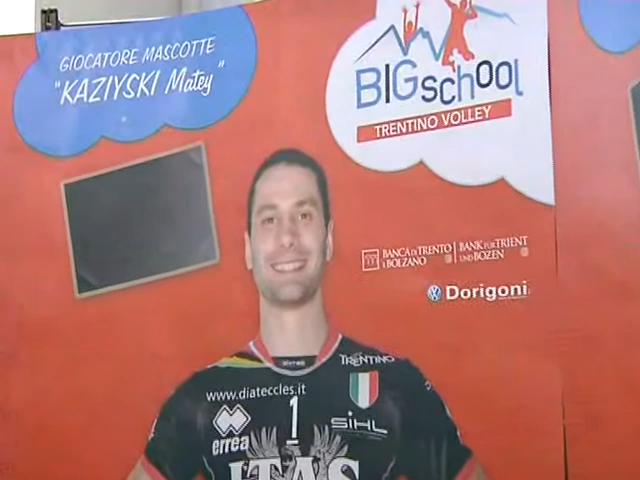 GIOCATORE MASCOTTE
"KAZIYSKI Matey"
BIGSchool
TRENTINO VOLLEY
BANCA DI TRENTO
E BOLZANO
BANK FÜR TRIENT
UND BOZEN
Dorigoni
TRENTINO
www.diateccles.it
1
errea
SIHL
ITAS